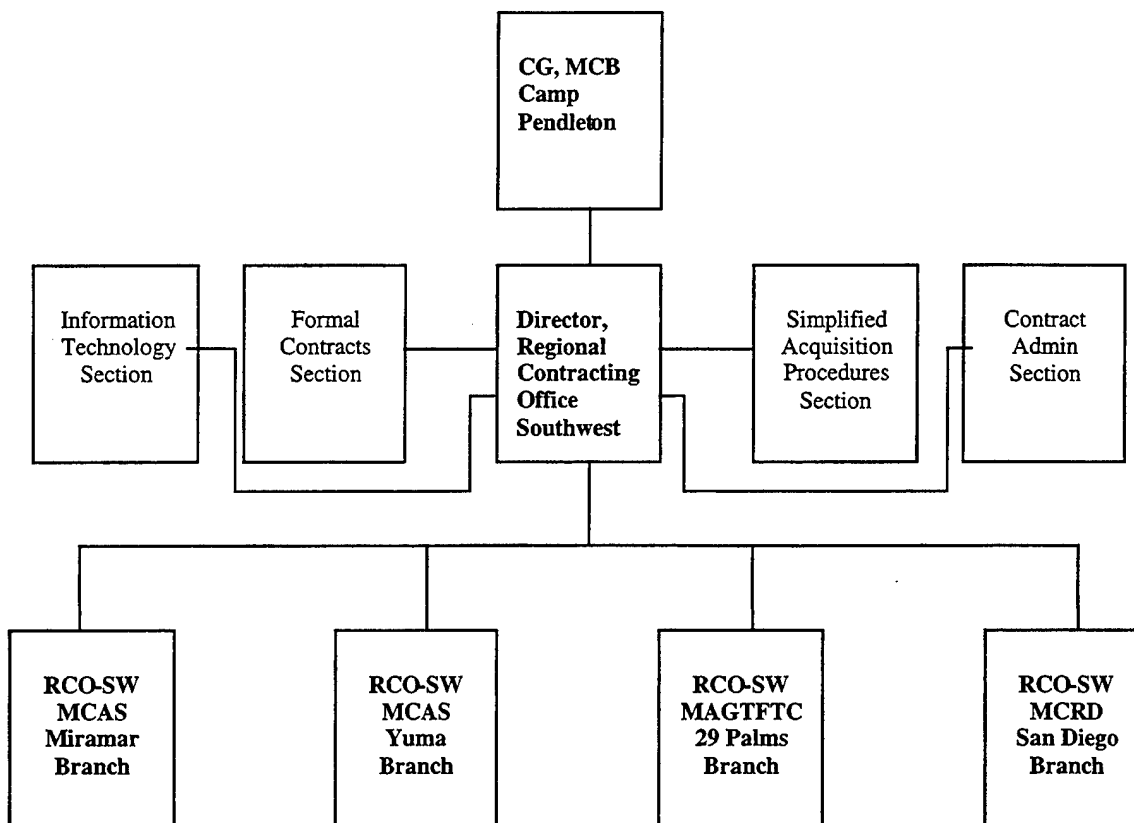 CG, MCB
Camp
Pendleton
Information
Technology
Section
Formal
Contracts
Section
Director,
Regional
Contracting
Office
Southwest
Simplified
Acquisition
Procedures
Section
Contract
Admin
Section
RCO-SW
MCAS
Miramar
Branch
RCO-SW
MCAS
Yuma
Branch
RCO-SW
MAGTFTC
29 Palms
Branch
RCO-SW
MCRD
San Diego
Branch